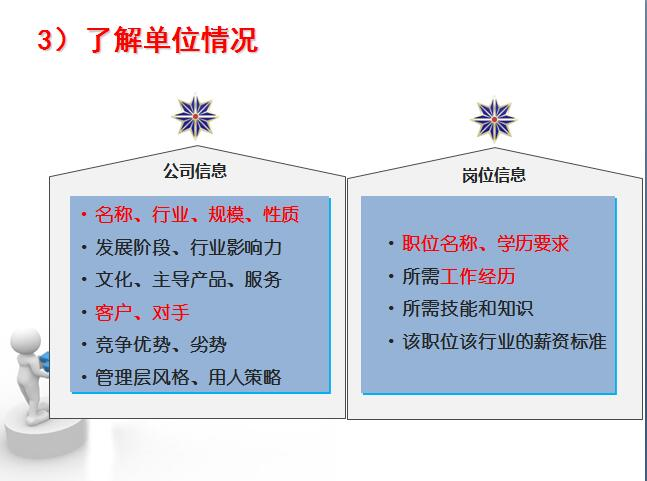 3）了解单位情况
公司信息
• 名称、行业、规模、性质
• 发展阶段、行业影响力
• 文化、主导产品、服务
• 客户、对手
• 竞争优势、劣势
• 管理层风格、用人策略
岗位信息
• 职位名称、学历要求
• 所需工作经历
• 所需技能和知识
• 该职位该行业的薪资标准